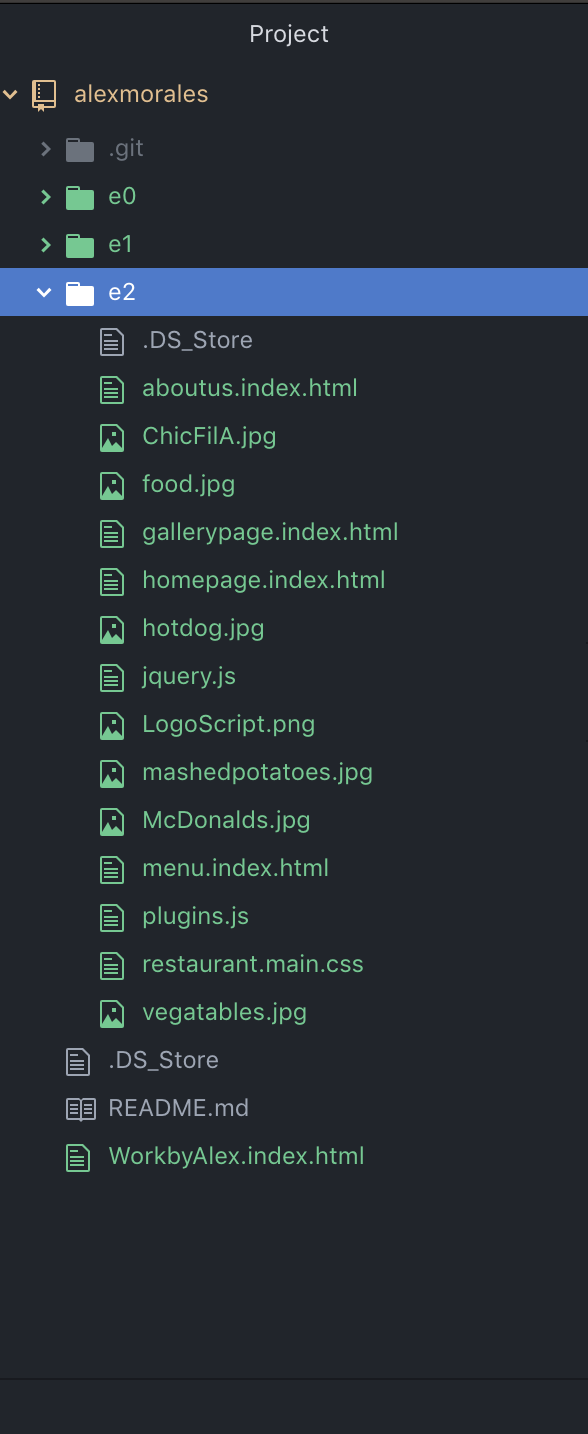 Project
alexmorales
.git
e0
e1
e2
.DS_Store
aboutus.index.html
ChicFilA.jpg
food.jpg
gallerypage.index.html
homepage.index.html
hotdog.jpg
jquery.js
LogoScript.png
mashedpotatoes.jpg
McDonalds.jpg
menu.index.html
plugins.js
restaurant.main.css
vegatables.jpg
.DS_Store
README.md
WorkbyAlex.index.html